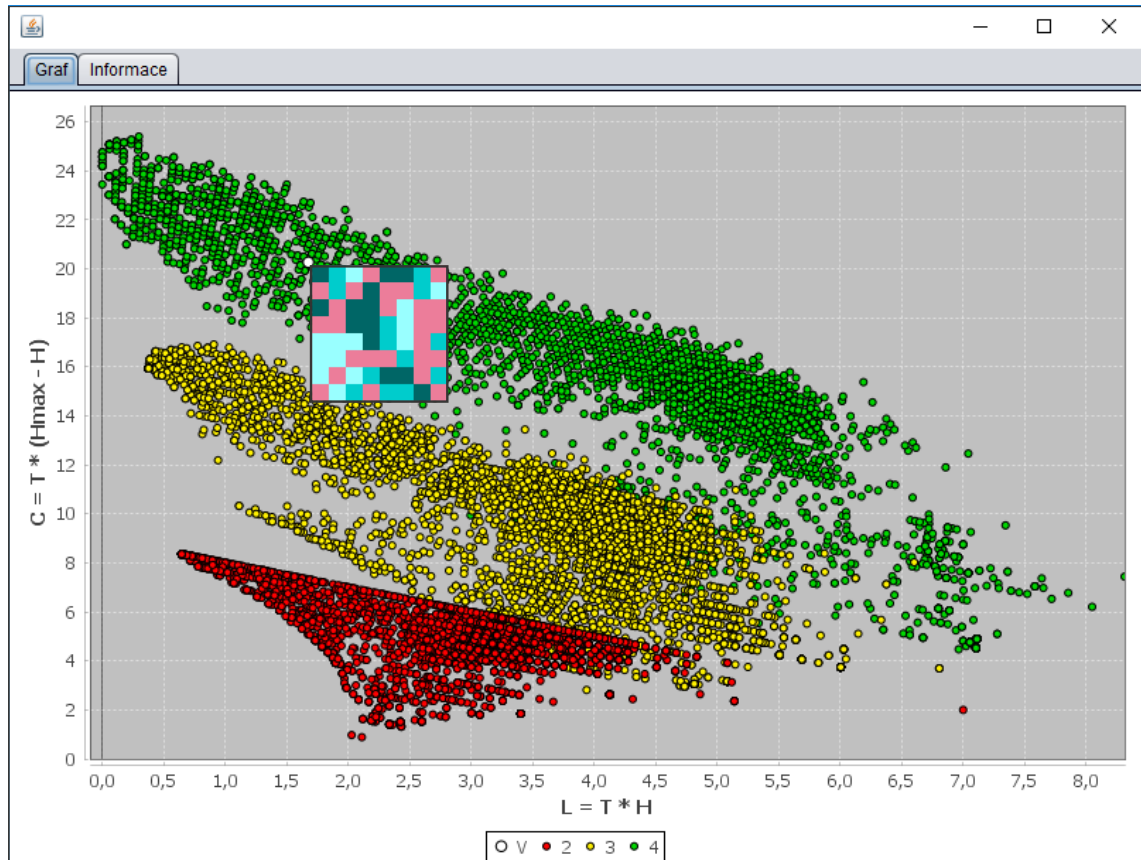 Graf Informace
C = T * (Hmax - H)
26
24
22
20
18
16
14
12
10
8
6
4
2
0
0,0 0,5 1,0 1,5 2,0 2,5 3,0 3,5 4,0 4,5 5,0 5,5 6,0 6,5 7,0 7,5 8,0
L = T * H
V 2 3 4